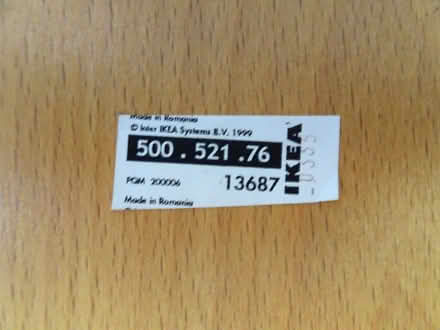 Made in Romania
© Inter IKEA Systems B.V. 1999
500.521.76
PQM 200006
13687
Made in Romania
IKEA